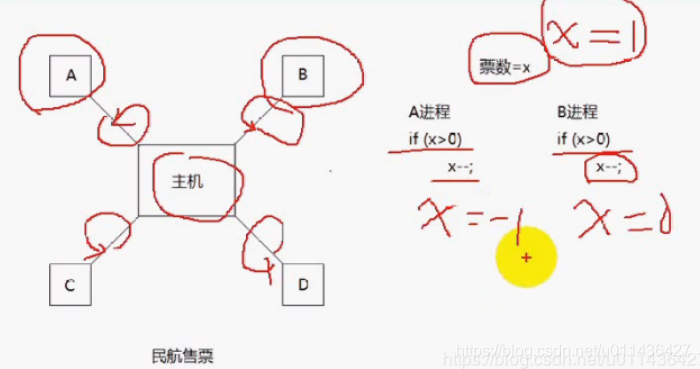 x=1
票数=x
A
B
A进程
B进程
if (x>0)
if (x>0)
x--;
x--;
主机
x=-1
x=0
C
D
民航售票
https://blog.csdn.net/u011436427